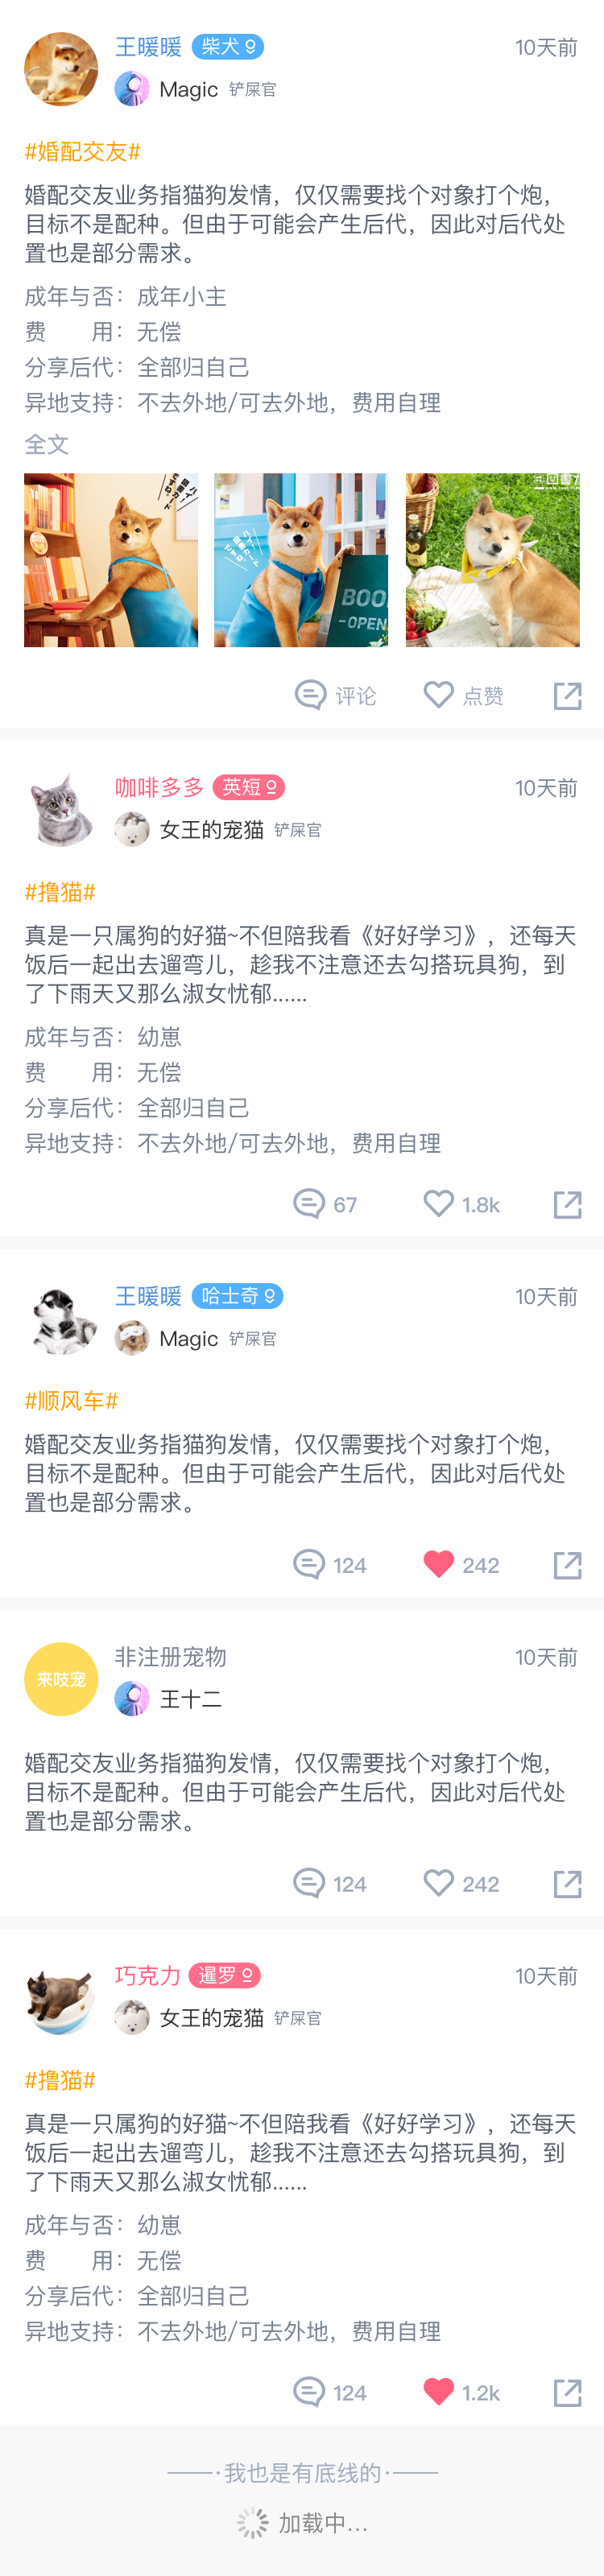 王暖暖 柴犬 10天前
Magic 铲屎官
#婚配交友#
婚配交友业务指猫狗发情，仅仅需要找个对象打个炮，
目标不是配种。但由于可能会产生后代，因此对后代处
置也是部分需求。
成年与否：成年小主
费 用：无偿
分享后代：全部归自己
异地支持：不去外地/可去外地，费用自理
全文
BOO
-OPEN
评论 点赞
咖啡多多 英短 10天前
女王的宠猫 铲屎官
#撸猫#
真是一只属狗的好猫~不但陪我看《好好学习》，还每天
饭后一起出去遛弯儿，趁我不注意还去勾搭玩具狗，到
了下雨天又那么淑女忧郁......
成年与否：幼崽
费 用：无偿
分享后代：全部归自己
异地支持：不去外地/可去外地，费用自理
67 1.8k
王暖暖 哈士奇 10天前
Magic 铲屎官
#顺风车#
婚配交友业务指猫狗发情，仅仅需要找个对象打个炮，
目标不是配种。但由于可能会产生后代，因此对后代处
置也是部分需求。
124 242
来吱宠 非注册宠物 10天前
王十二
婚配交友业务指猫狗发情，仅仅需要找个对象打个炮，
目标不是配种。但由于可能会产生后代，因此对后代处
置也是部分需求。
124 242
巧克力 暹罗 10天前
女王的宠猫 铲屎官
#撸猫#
真是一只属狗的好猫~不但陪我看《好好学习》，还每天
饭后一起出去遛弯儿，趁我不注意还去勾搭玩具狗，到
了下雨天又那么淑女忧郁......
成年与否：幼崽
费 用：无偿
分享后代：全部归自己
异地支持：不去外地/可去外地，费用自理
124 1.2k
——·我也是有底线的·——
加载中...